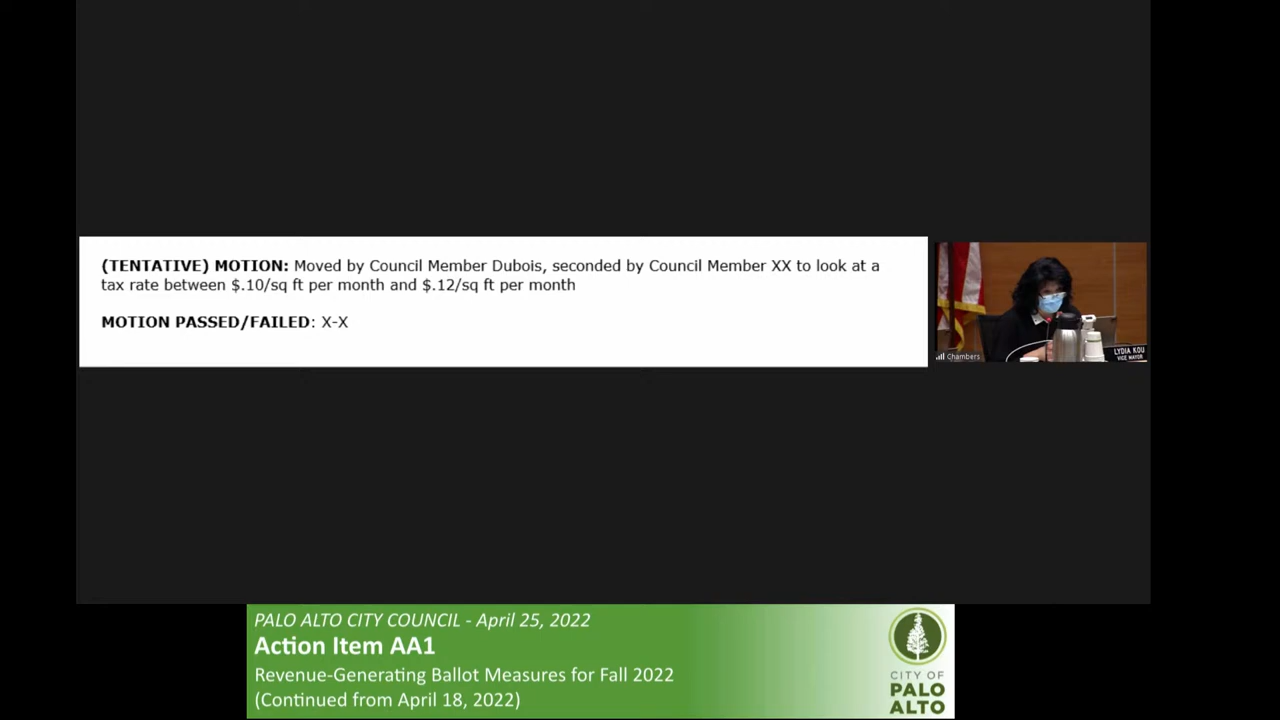 (TENTATIVE) MOTION: Moved by Council Member Dubois, seconded by Council Member XX to look at a
tax rate between $.10/sq ft per month and $.12/sq ft per month
MOTION PASSED/FAILED: X-X
Chambers
LYDIA KOU
VICE MAYOR
PALO ALTO CITY COUNCIL - April 25, 2022
Action Item AA1
Revenue-Generating Ballot Measures for Fall 2022
(Continued from April 18, 2022)
CITY OF
PALO
ALTO